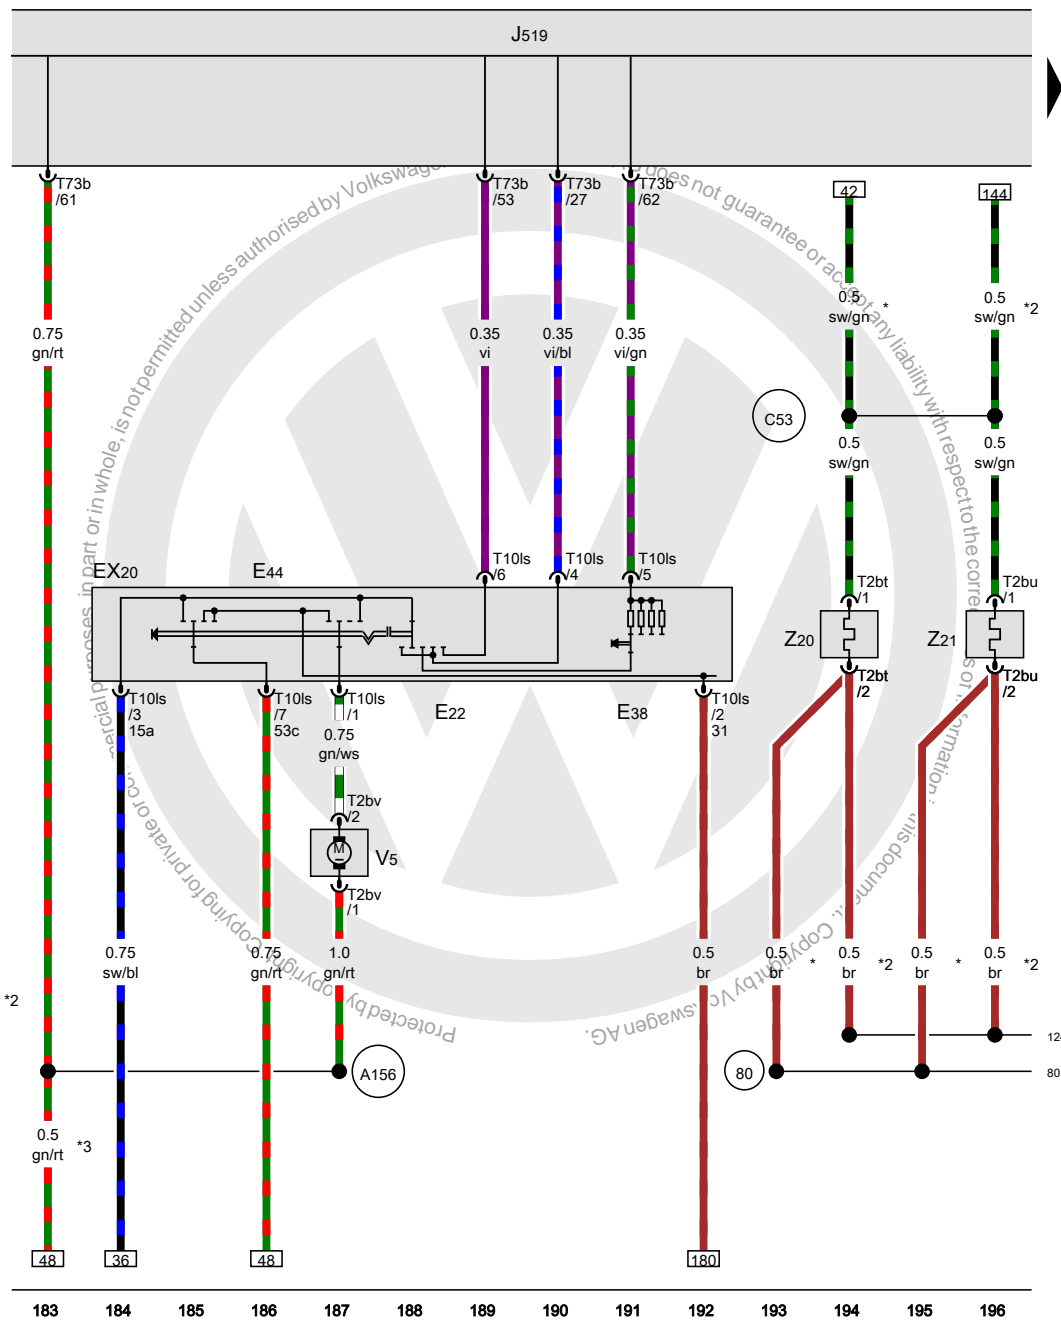 J519
T73b
/61
T73b
/53
T73b
/27
T73b
/62
42
144
0.75
gn/rt
0.35
vi
0.35
vi/bl
0.35
vi/gn
0.5
sw/gn
*
0.5
sw/gn
*2
C53
0.5
sw/gn
0.5
sw/gn
EX20
E44
T10ls
/6
T10ls
/4
T10ls
/5
T2bt
/1
T2bu
/1
Z20
Z21
T10ls
/3
15a
T10ls
/7
53c
T10ls
/1
E22
E38
T10ls
/2
31
T2bt
/2
T2bu
/2
0.75
gn/ws
T2bv
/2
M
V5
T2bv
/1
0.75
sw/bl
0.75
gn/rt
1.0
gn/rt
0.5
br
0.5
br
*
0.5
br
*2
0.5
br
*
0.5
br
*2
*2
A156
80
80
0.5
gn/rt
*3
48
36
48
180
183 184 185 186 187 188 189 190 191 192 193 194 195 196